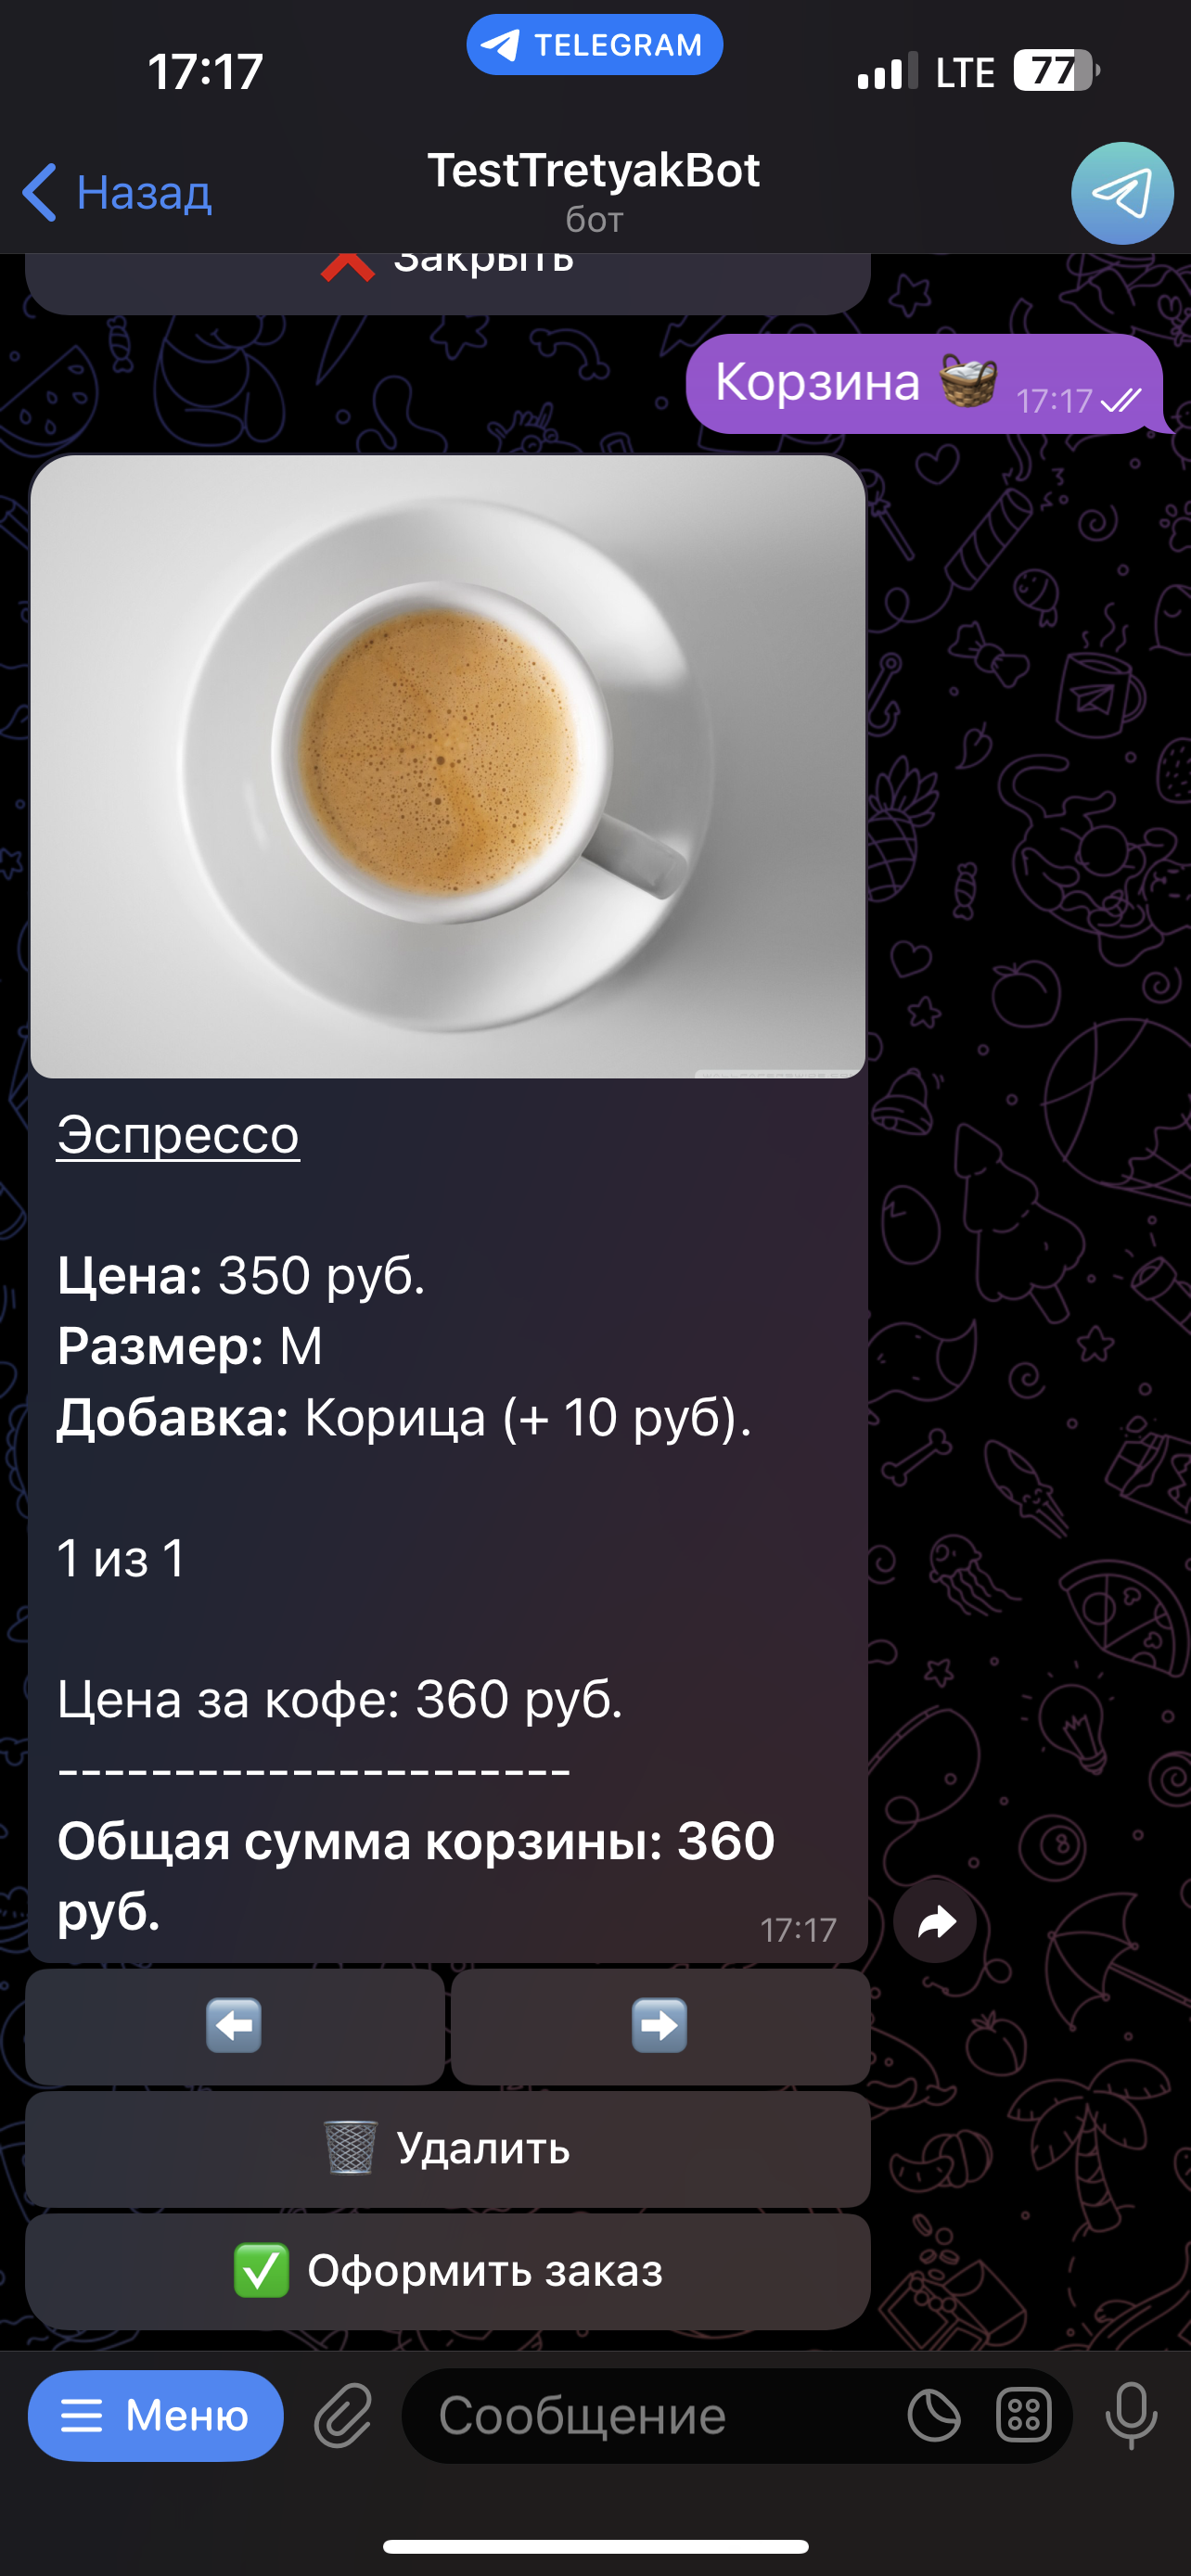 17:17
TELEGRAM
LTE
77
Назад
TestTretyakBot
бот
❌ Закрыть
Корзина 🧺 17:17
Эспрессо
Цена: 350 руб.
Размер: M
Добавка: Корица (+ 10 руб).
1 из 1
Цена за кофе: 360 руб.
----------------------
Общая сумма корзины: 360
руб.
17:17
⬅️ ➡️
🗑 Удалить
✅ Оформить заказ
Меню
Сообщение